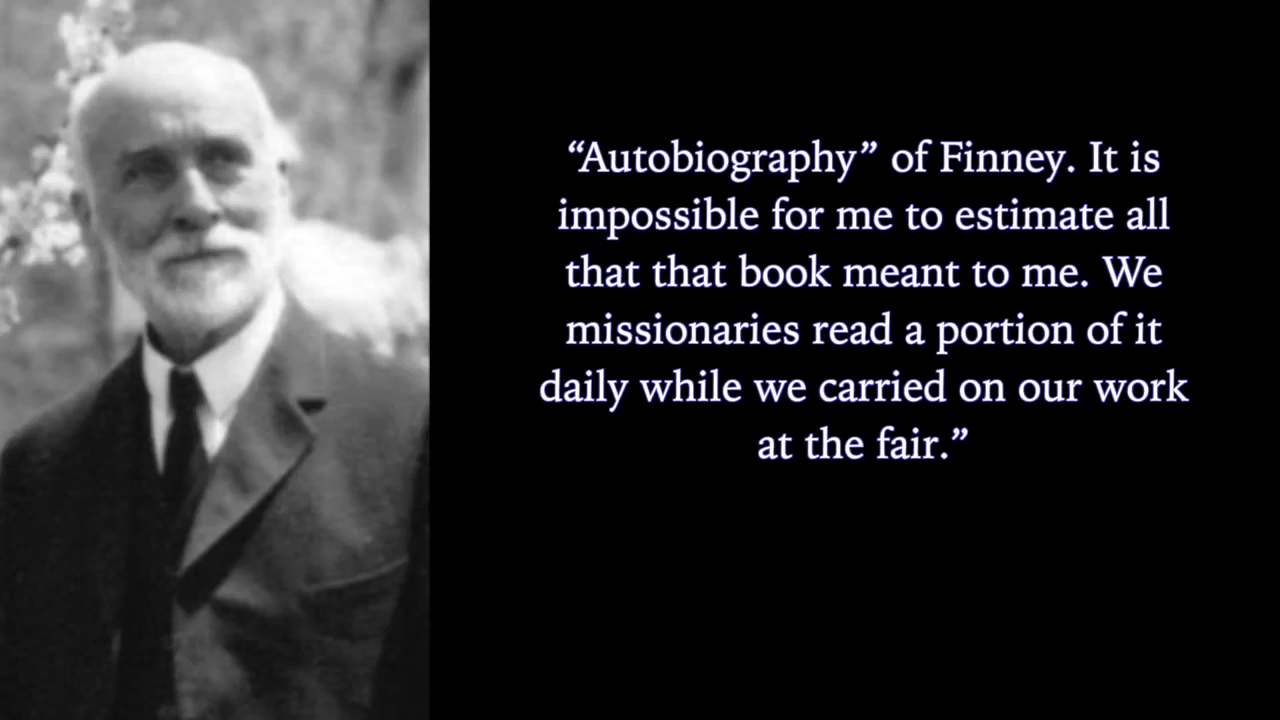 “Autobiography” of Finney. It is
impossible for me to estimate all
that that book meant to me. We
missionaries read a portion of it
daily while we carried on our work
at the fair.”